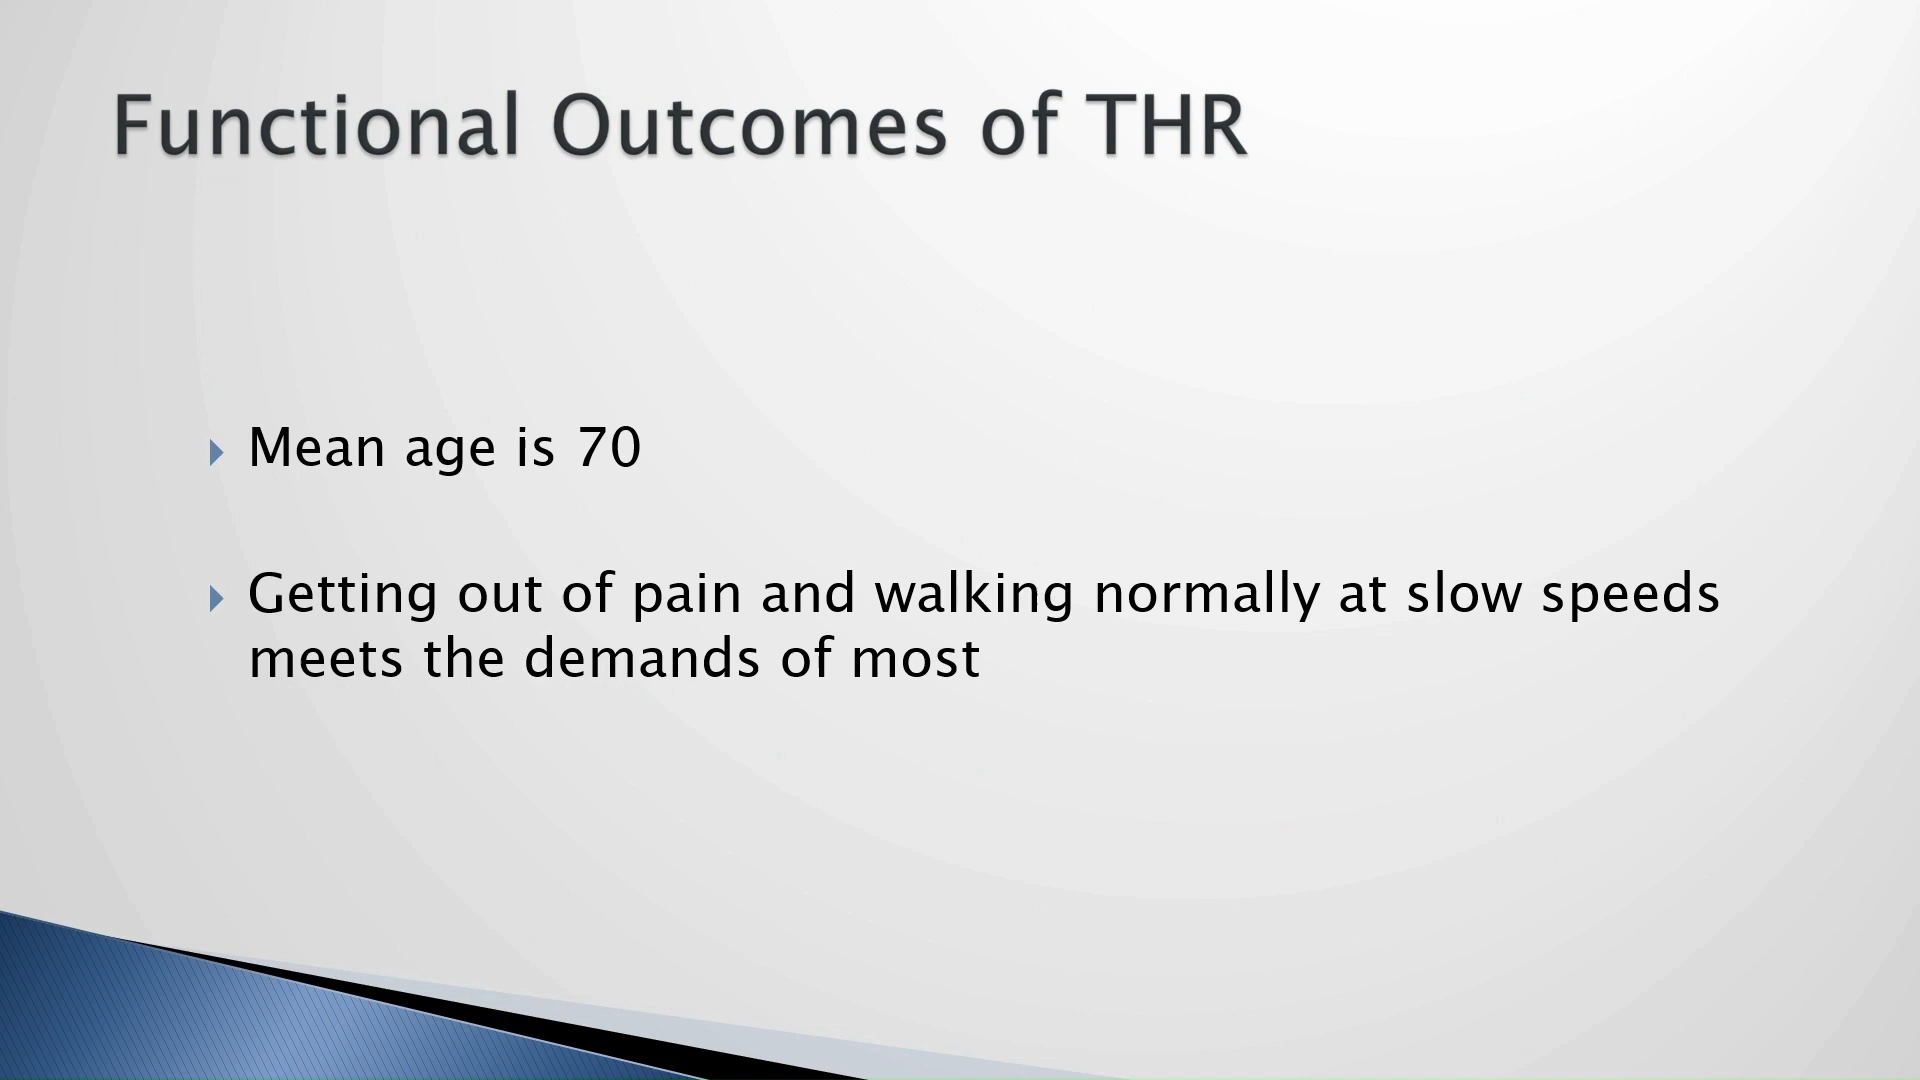 Functional Outcomes of THR
Mean age is 70
Getting out of pain and walking normally at slow speeds
meets the demands of most